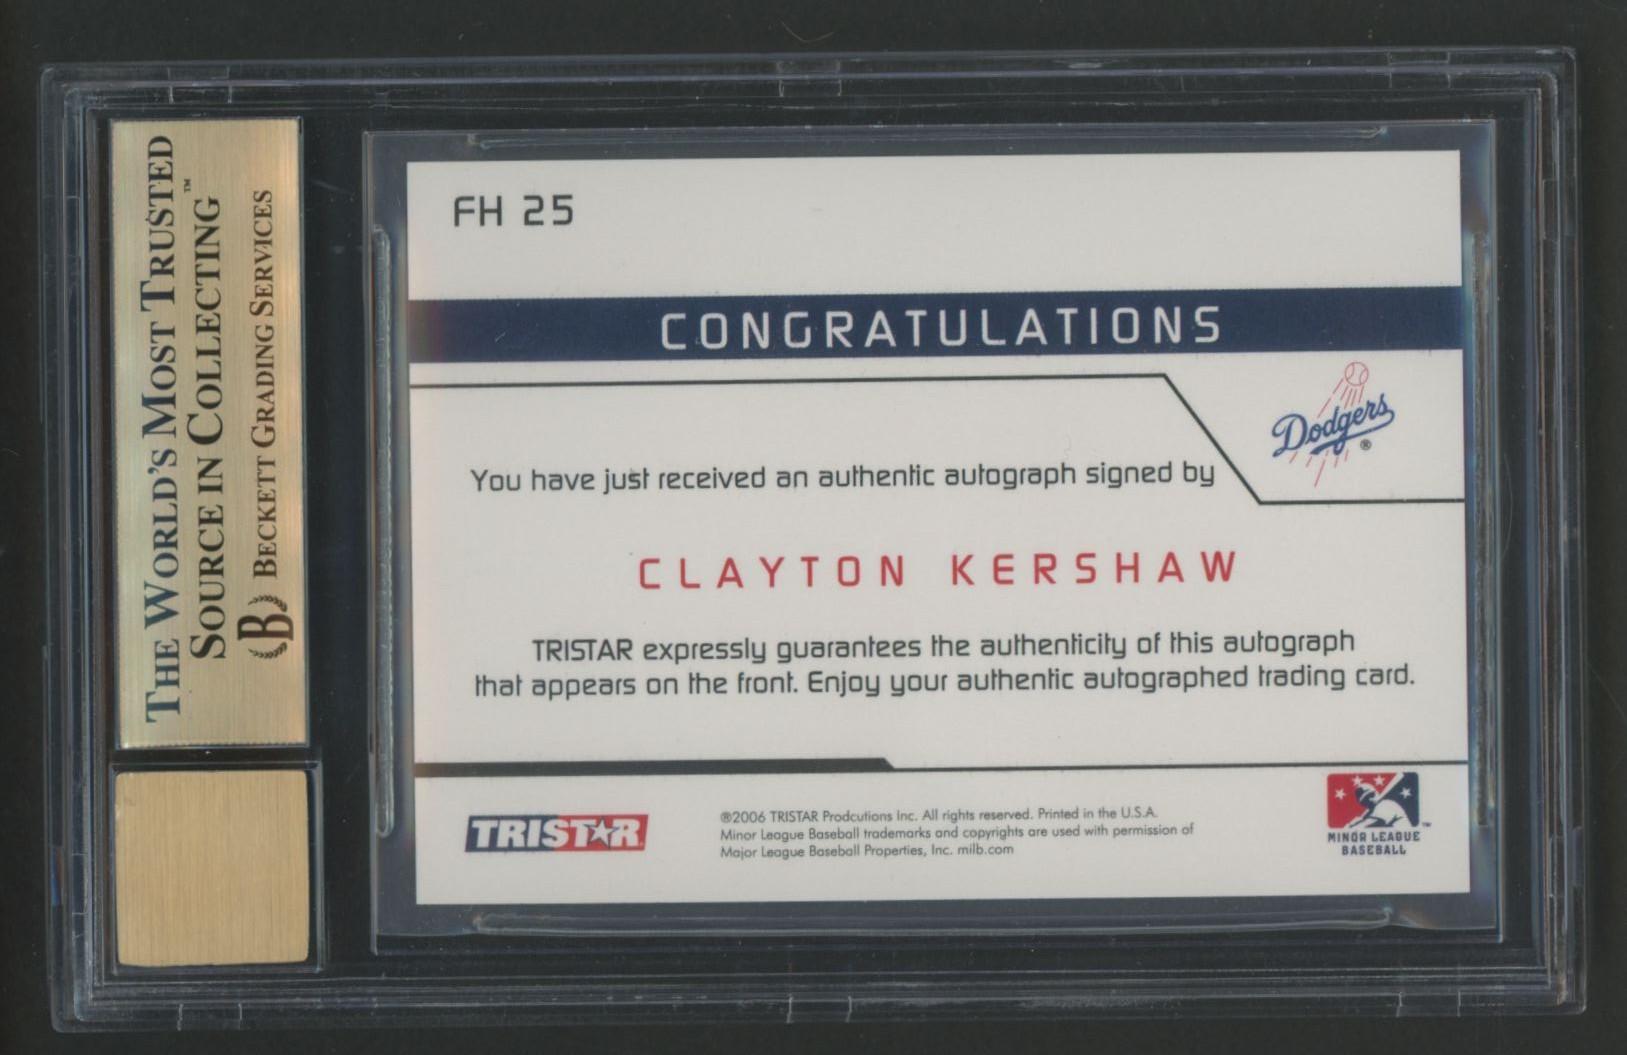 THE WORLD'S MOST TRUSTED
SOURCE IN COLLECTING™
B BECKETT GRADING SERVICES
FH 25
CONGRATULATIONS
Dodgers®
You have just received an authentic autograph signed by
CLAYTON KERSHAW
TRISTAR expressly guarantees the authenticity of this autograph
that appears on the front. Enjoy your authentic autographed trading card.
TRISTAR
®2006 TRISTAR Prodcutions Inc. All rights reserved. Printed in the U.S.A.
Minor League Baseball trademarks and copyrights are used with permission of
Major League Baseball Properties, Inc. milb.com
MINOR LEAGUE™
BASEBALL